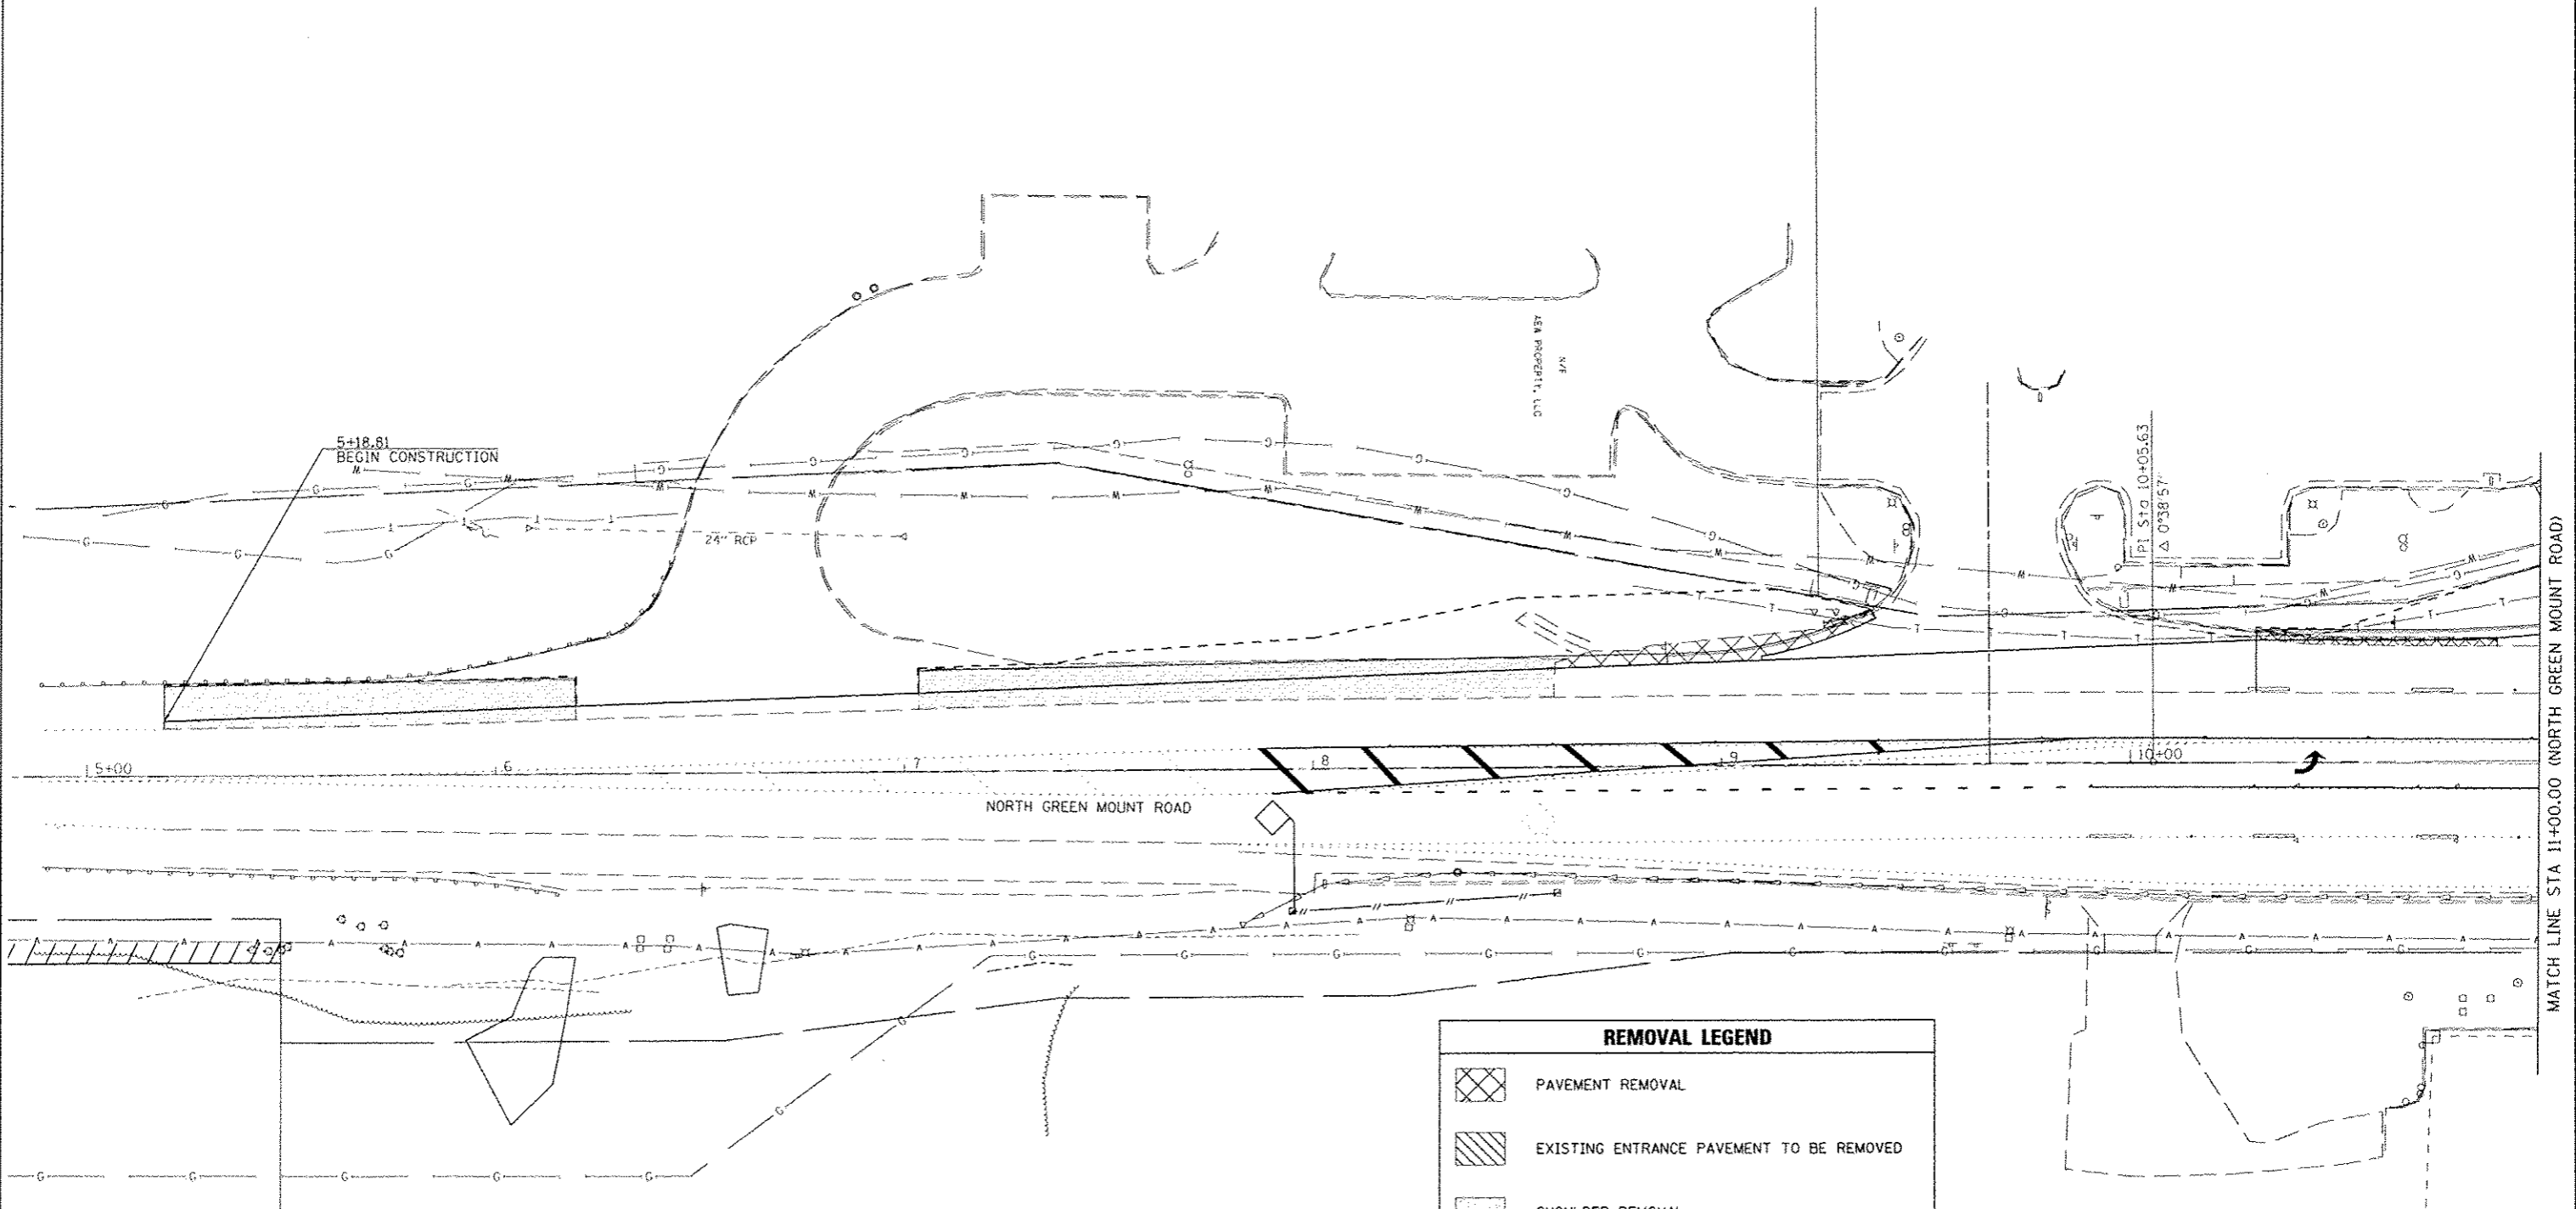 N/F
A&A PROPERTY, LLC
5+18.81
BEGIN CONSTRUCTION
24" RCP
PI Sta 10+05.63
Δ 0°38'57"
5+00
6
7
8
9
10+00
NORTH GREEN MOUNT ROAD
MATCH LINE STA 11+00.00 (NORTH GREEN MOUNT ROAD)
REMOVAL LEGEND
PAVEMENT REMOVAL
EXISTING ENTRANCE PAVEMENT TO BE REMOVED
SHOULDER REMOVAL